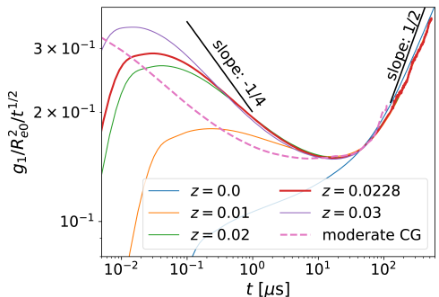 slope: 1/2
slope: -1/4
3 × 10⁻¹
2 × 10⁻¹
10⁻¹
g₁/R²ₑ₀/t¹/²
z = 0.0
z = 0.01
z = 0.02
z = 0.0228
z = 0.03
moderate CG
10⁻² 10⁻¹ 10⁰ 10¹ 10²
t [μs]